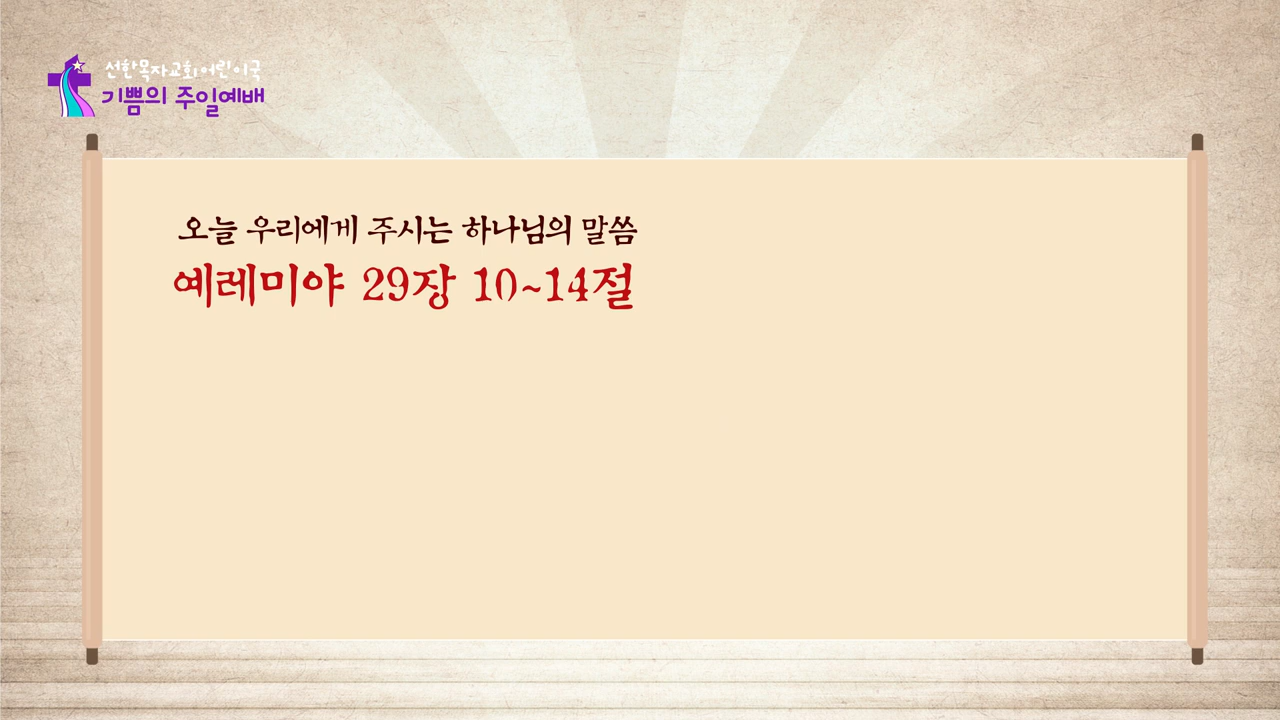 선한목자교회어린이국
기쁨의 주일예배
오늘 우리에게 주시는 하나님의 말씀
예레미야 29장 10~14절